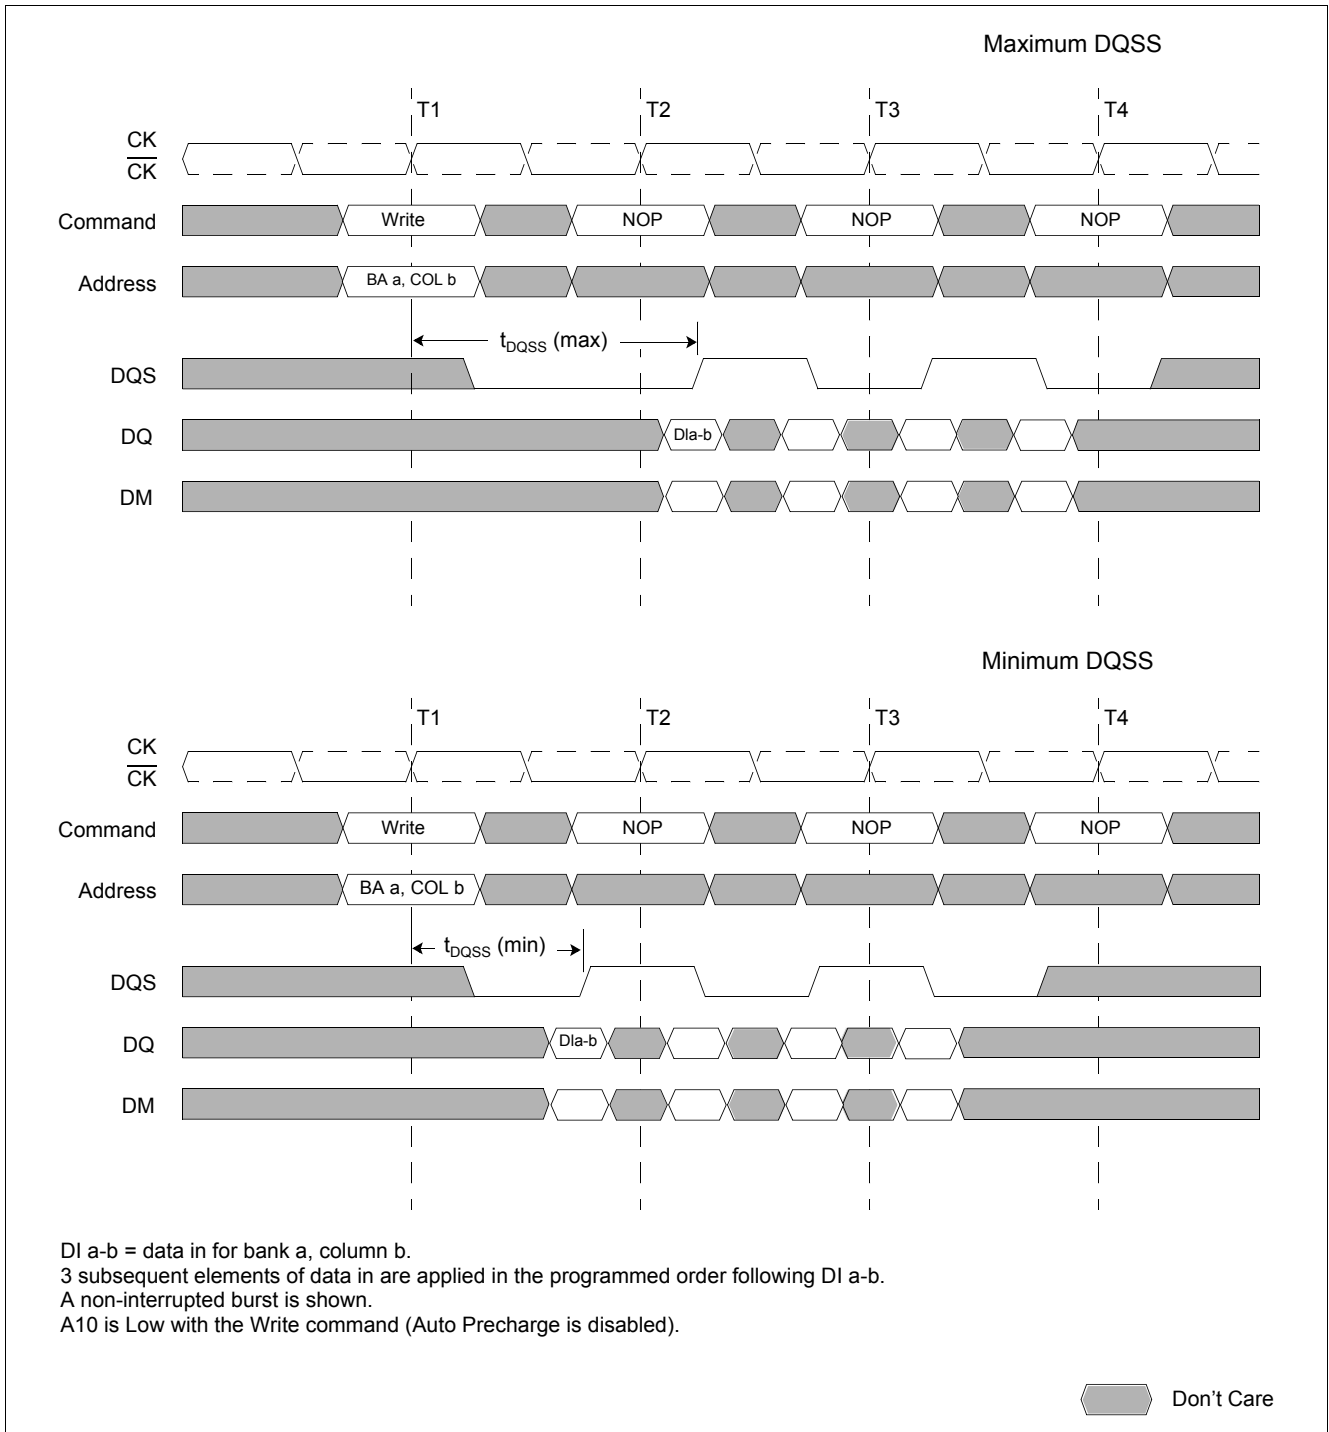 Maximum DQSS
T1 T2 T3 T4
CK
CK
Command Write NOP NOP NOP
Address BA a, COL b
tDQSS (max)
DQS
DQ DIa-b
DM
Minimum DQSS
T1 T2 T3 T4
CK
CK
Command Write NOP NOP NOP
Address BA a, COL b
tDQSS (min)
DQS
DQ DIa-b
DM
DI a-b = data in for bank a, column b.
3 subsequent elements of data in are applied in the programmed order following DI a-b.
A non-interrupted burst is shown.
A10 is Low with the Write command (Auto Precharge is disabled).
Don't Care